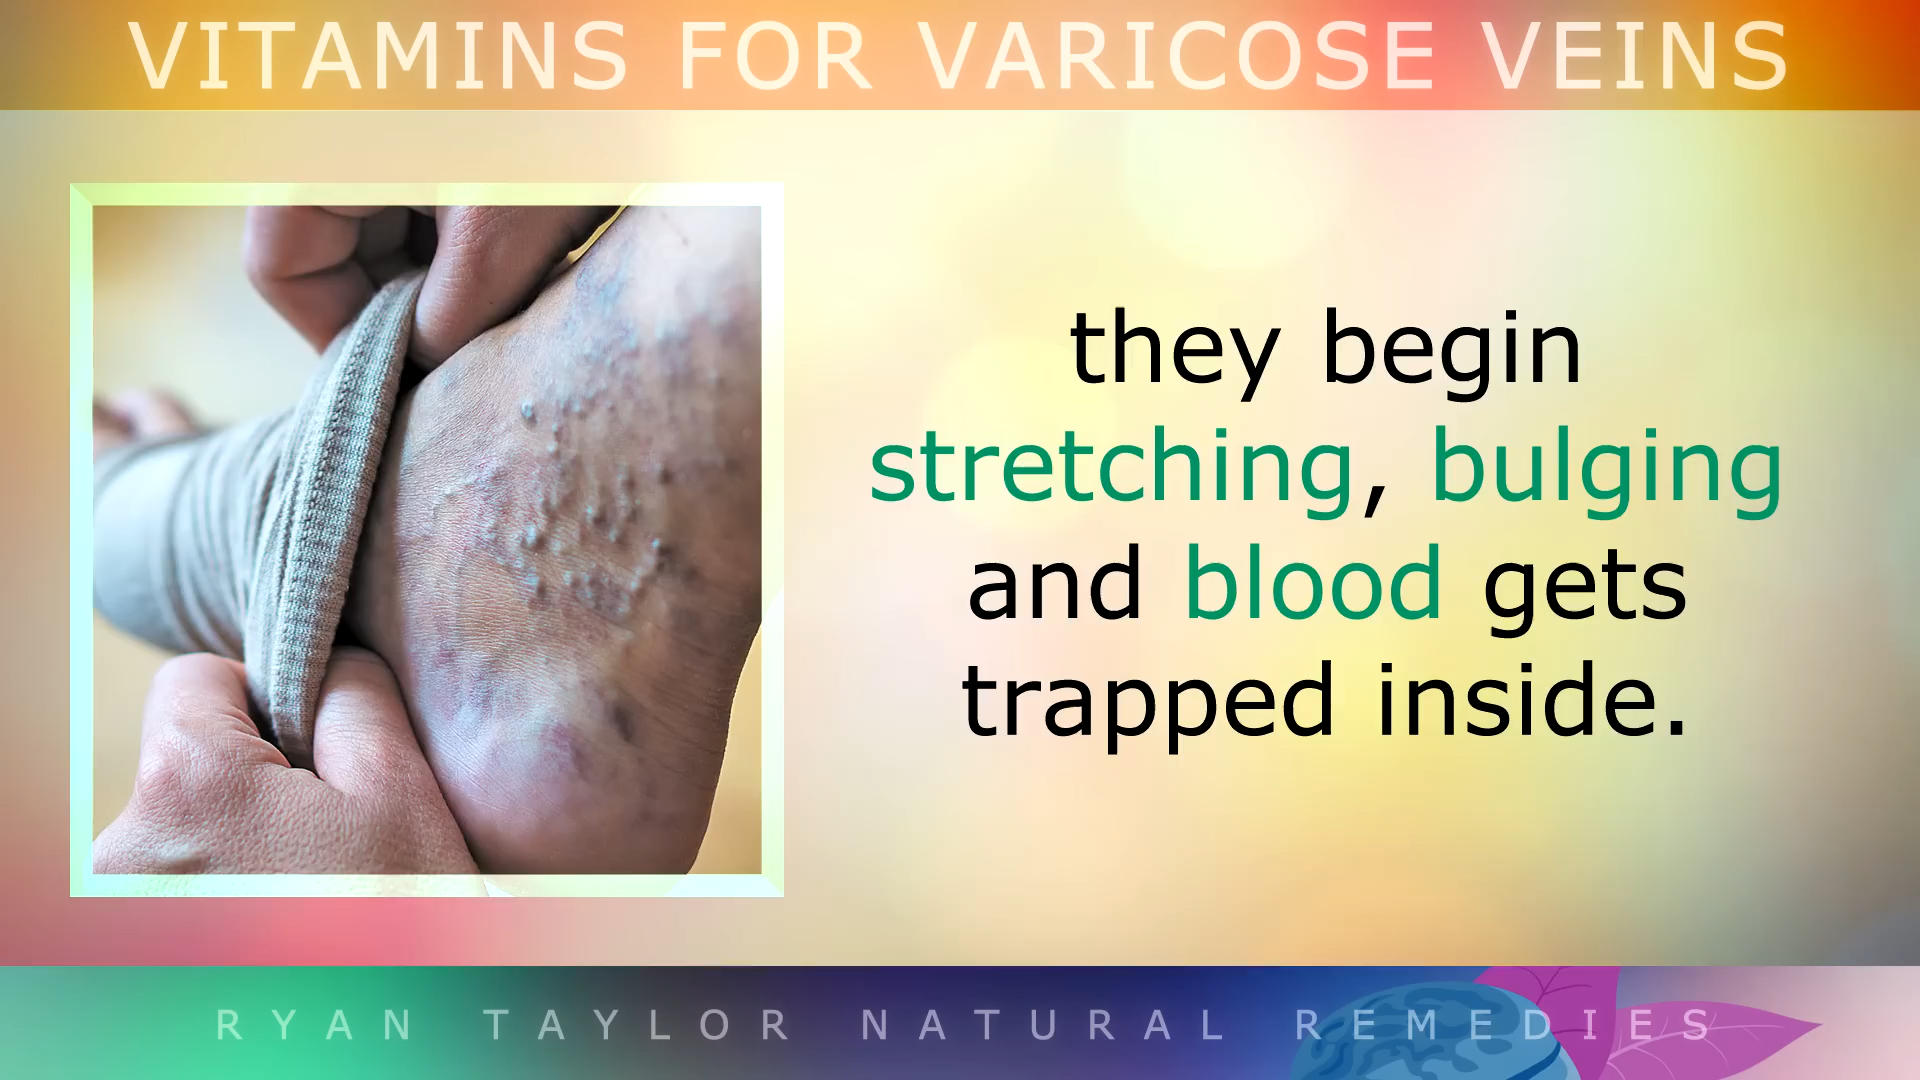 VITAMINS FOR VARICOSE VEINS
they begin
stretching, bulging
and blood gets
trapped inside.
RYAN TAYLOR NATURAL REMEDIES